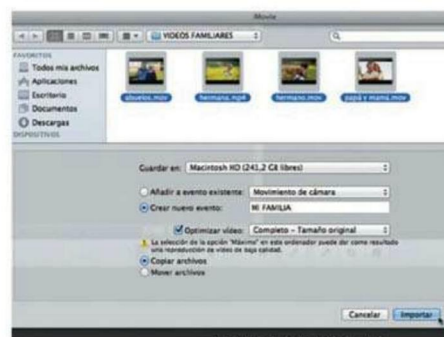 Movie
VIDEOS FAMILIARES
FAVORITOS
Todos mis archivos
Aplicaciones
Escritorio
Documentos
Descargas
DISPOSITIVOS
abuelos.mov
hermana.mp4
hermano.mov
papá y mamá.mov
Guardar en: Macintosh HD (241,2 GB libres)
Añadir a evento existente: Movimiento de cámara
Crear nuevo evento: MI FAMILIA
Optimizar vídeo: Completo - Tamaño original
La selección de la opción "Máximo" en este ordenador puede dar como resultado
una reproducción de vídeo de baja calidad.
Copiar archivos
Mover archivos
Cancelar
Importar